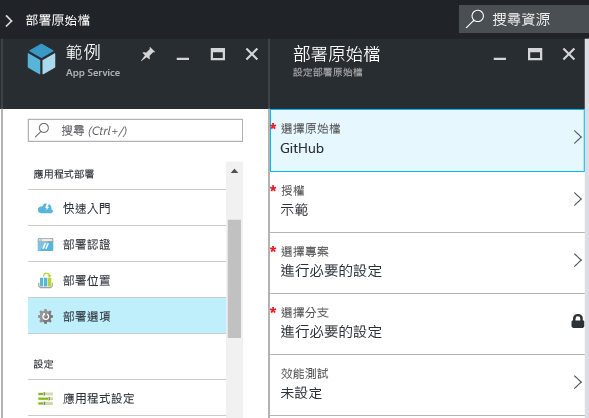 部署原始檔
搜尋資源
範例
App Service
搜尋 (Ctrl+/)
應用程式部署
快速入門
部署認證
部署位置
部署選項
設定
應用程式設定
部署原始檔
設定部署原始檔
* 選擇原始檔
GitHub
* 授權
示範
* 選擇專案
進行必要的設定
* 選擇分支
進行必要的設定
效能測試
未設定